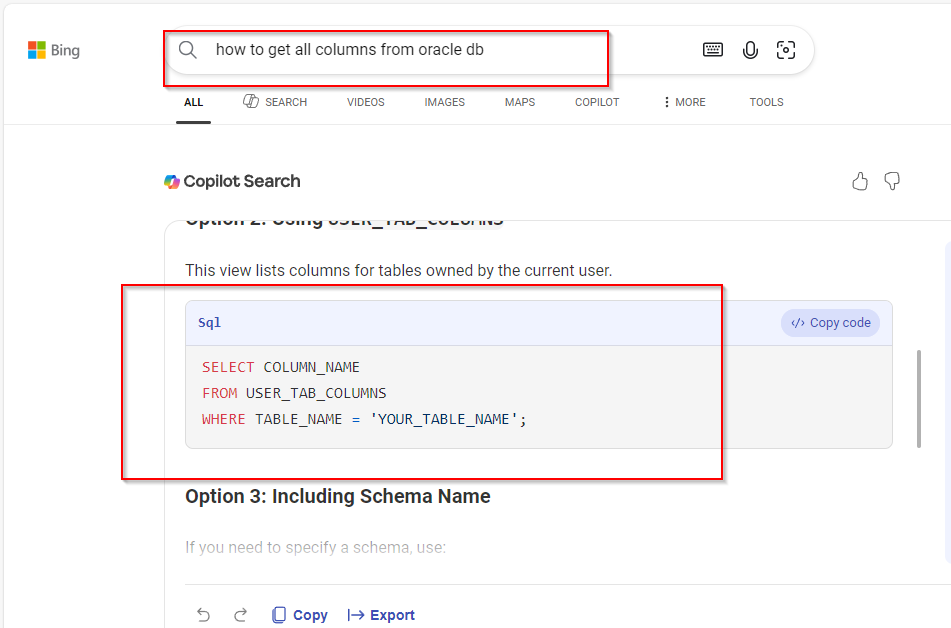 Bing
how to get all columns from oracle db
ALL SEARCH VIDEOS IMAGES MAPS COPILOT MORE TOOLS
Copilot Search
Option 2: Using USER_TAB_COLUMNS
This view lists columns for tables owned by the current user.
Sql </> Copy code
SELECT COLUMN_NAME
FROM USER_TAB_COLUMNS
WHERE TABLE_NAME = 'YOUR_TABLE_NAME';
Option 3: Including Schema Name
If you need to specify a schema, use:
Copy Export